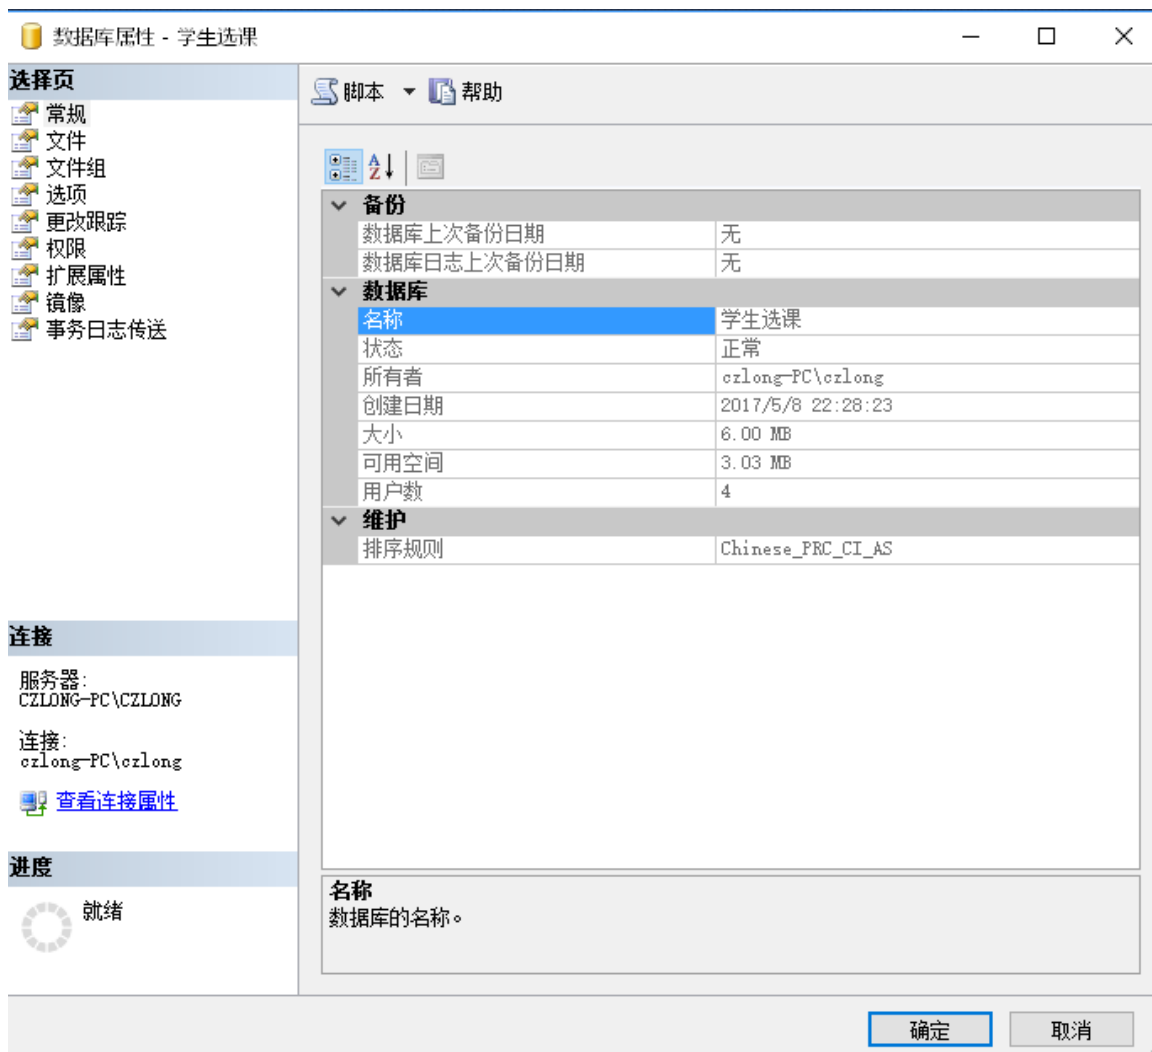 数据库属性 - 学生选课
选择页
常规
文件
文件组
选项
更改跟踪
权限
扩展属性
镜像
事务日志传送
连接
服务器:
CZLONG-PC\CZLONG
连接:
czlong-PC\czlong
查看连接属性
进度
就绪
脚本 帮助
备份
数据库上次备份日期 无
数据库日志上次备份日期 无
数据库
名称 学生选课
状态 正常
所有者 czlong-PC\czlong
创建日期 2017/5/8 22:28:23
大小 6.00 MB
可用空间 3.03 MB
用户数 4
维护
排序规则 Chinese_PRC_CI_AS
名称
数据库的名称。
确定 取消